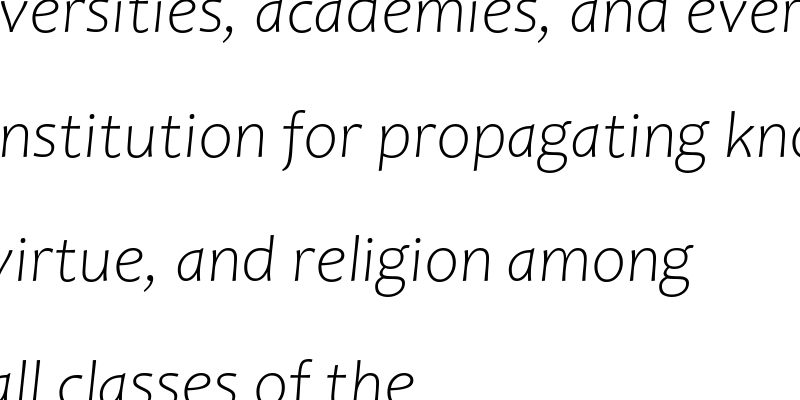 versities, academies, and ever
nstitution for propagating kno
virtue, and religion among
all classes of the